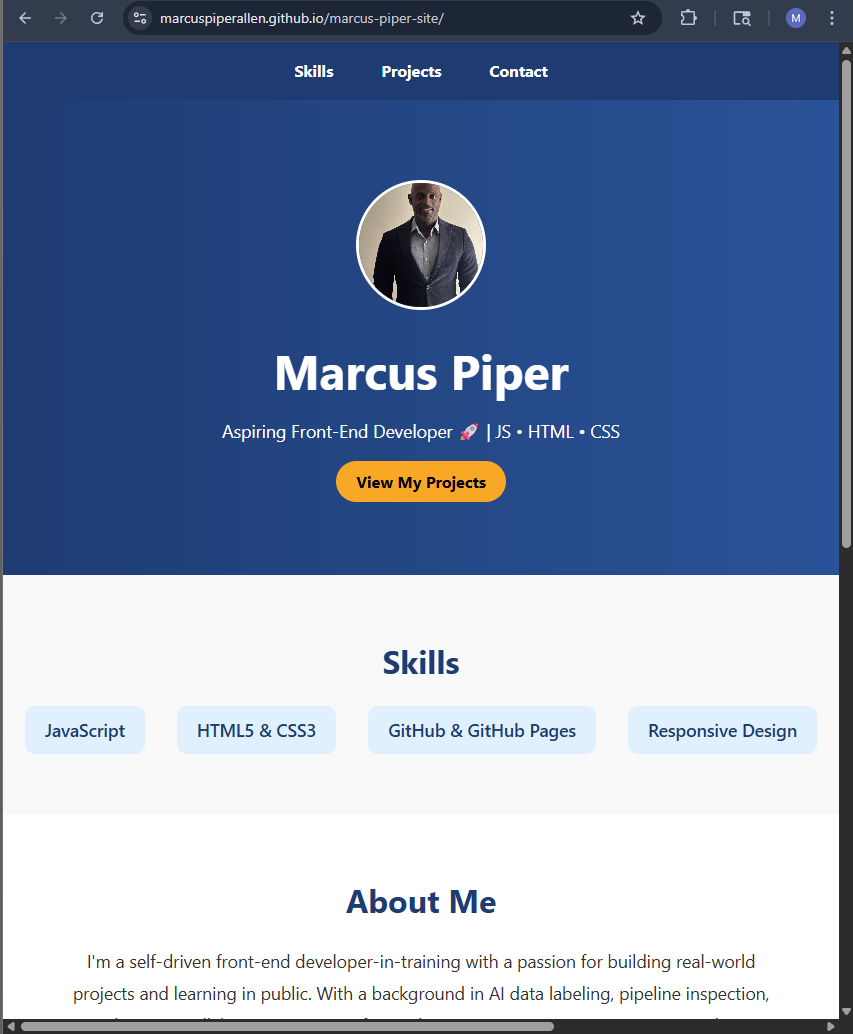 marcuspiperallen.github.io/marcus-piper-site/
M
Skills Projects Contact
Marcus Piper
Aspiring Front-End Developer 🚀 | JS • HTML • CSS
View My Projects
Skills
JavaScript HTML5 & CSS3 GitHub & GitHub Pages Responsive Design
About Me
I'm a self-driven front-end developer-in-training with a passion for building real-world
projects and learning in public. With a background in AI data labeling, pipeline inspection,